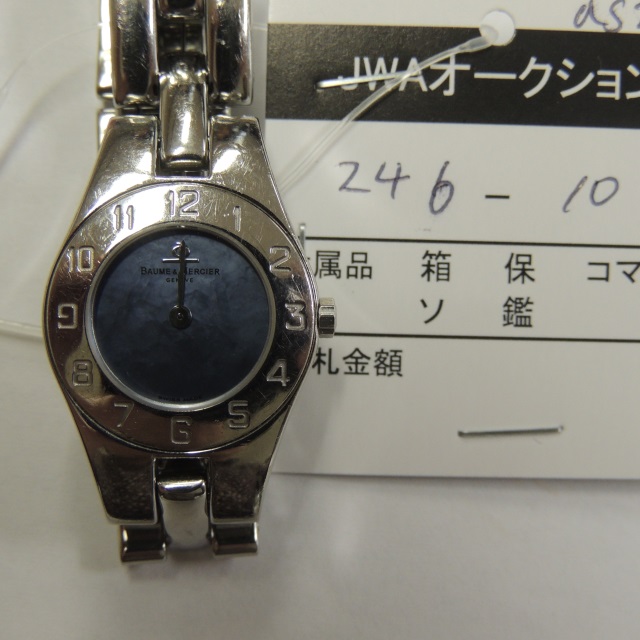 JWAオークション
246-10
属品 箱 保 コマ
ソ 鑑
札金額
11 12 1
10 2
9 3
8 4
7 6 5
BAUME & MERCIER
GENEVE